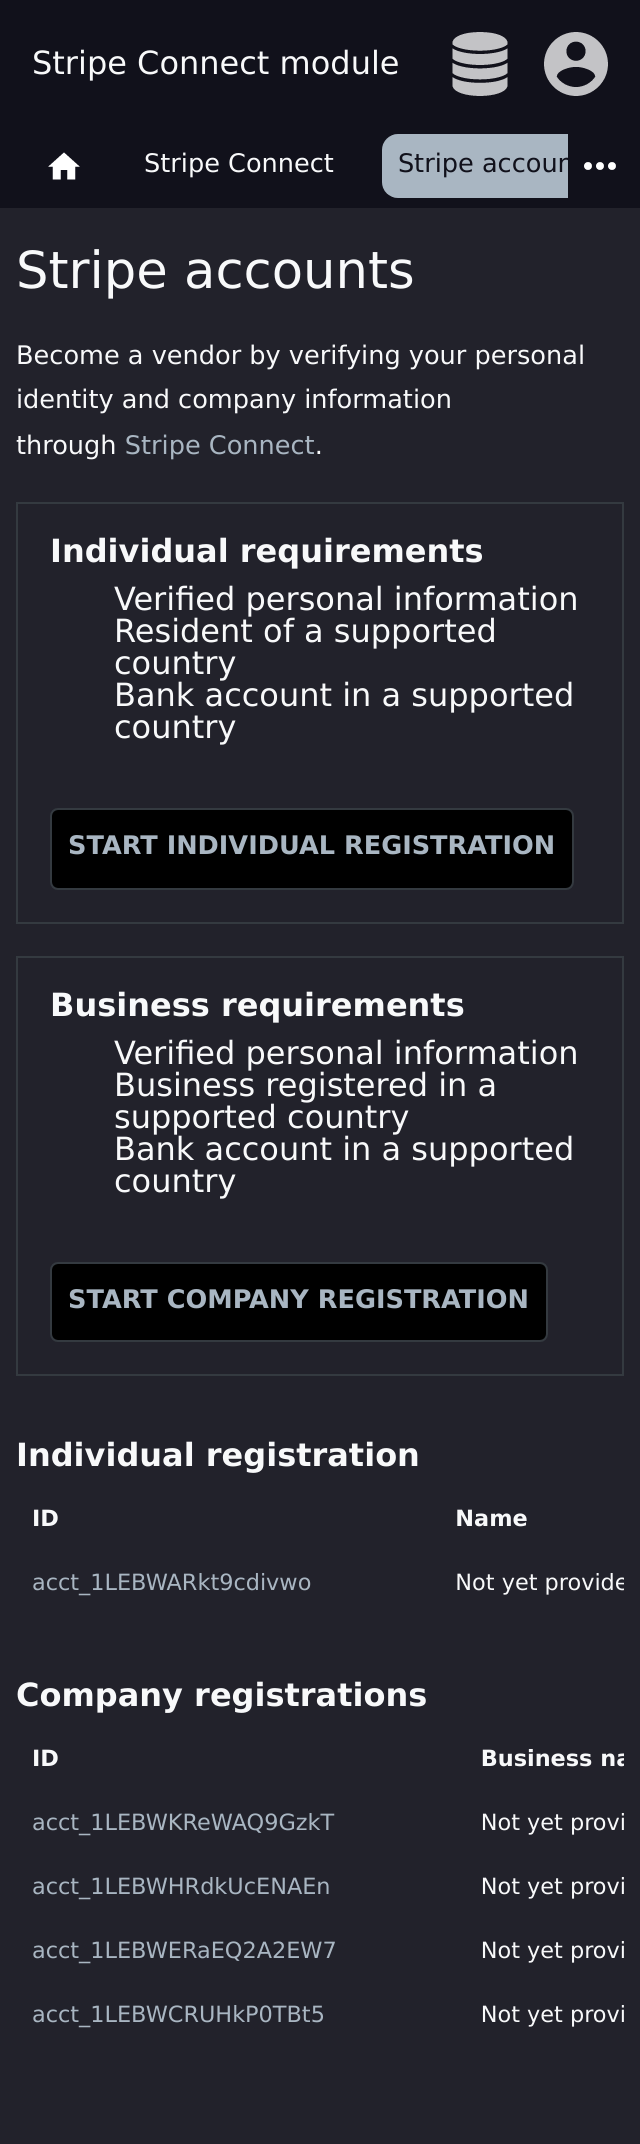 Stripe Connect module
Stripe Connect
Stripe accoun
Stripe accounts
Become a vendor by verifying your personal
identity and company information
through Stripe Connect.
Individual requirements
Verified personal information
Resident of a supported
country
Bank account in a supported
country
START INDIVIDUAL REGISTRATION
Business requirements
Verified personal information
Business registered in a
supported country
Bank account in a supported
country
START COMPANY REGISTRATION
Individual registration
ID Name
acct_1LEBWARkt9cdivwo Not yet provide
Company registrations
ID Business na
acct_1LEBWKReWAQ9GzkT Not yet provi
acct_1LEBWHRdkUcENAEn Not yet provi
acct_1LEBWERaEQ2A2EW7 Not yet provi
acct_1LEBWCRUHkP0TBt5 Not yet provi